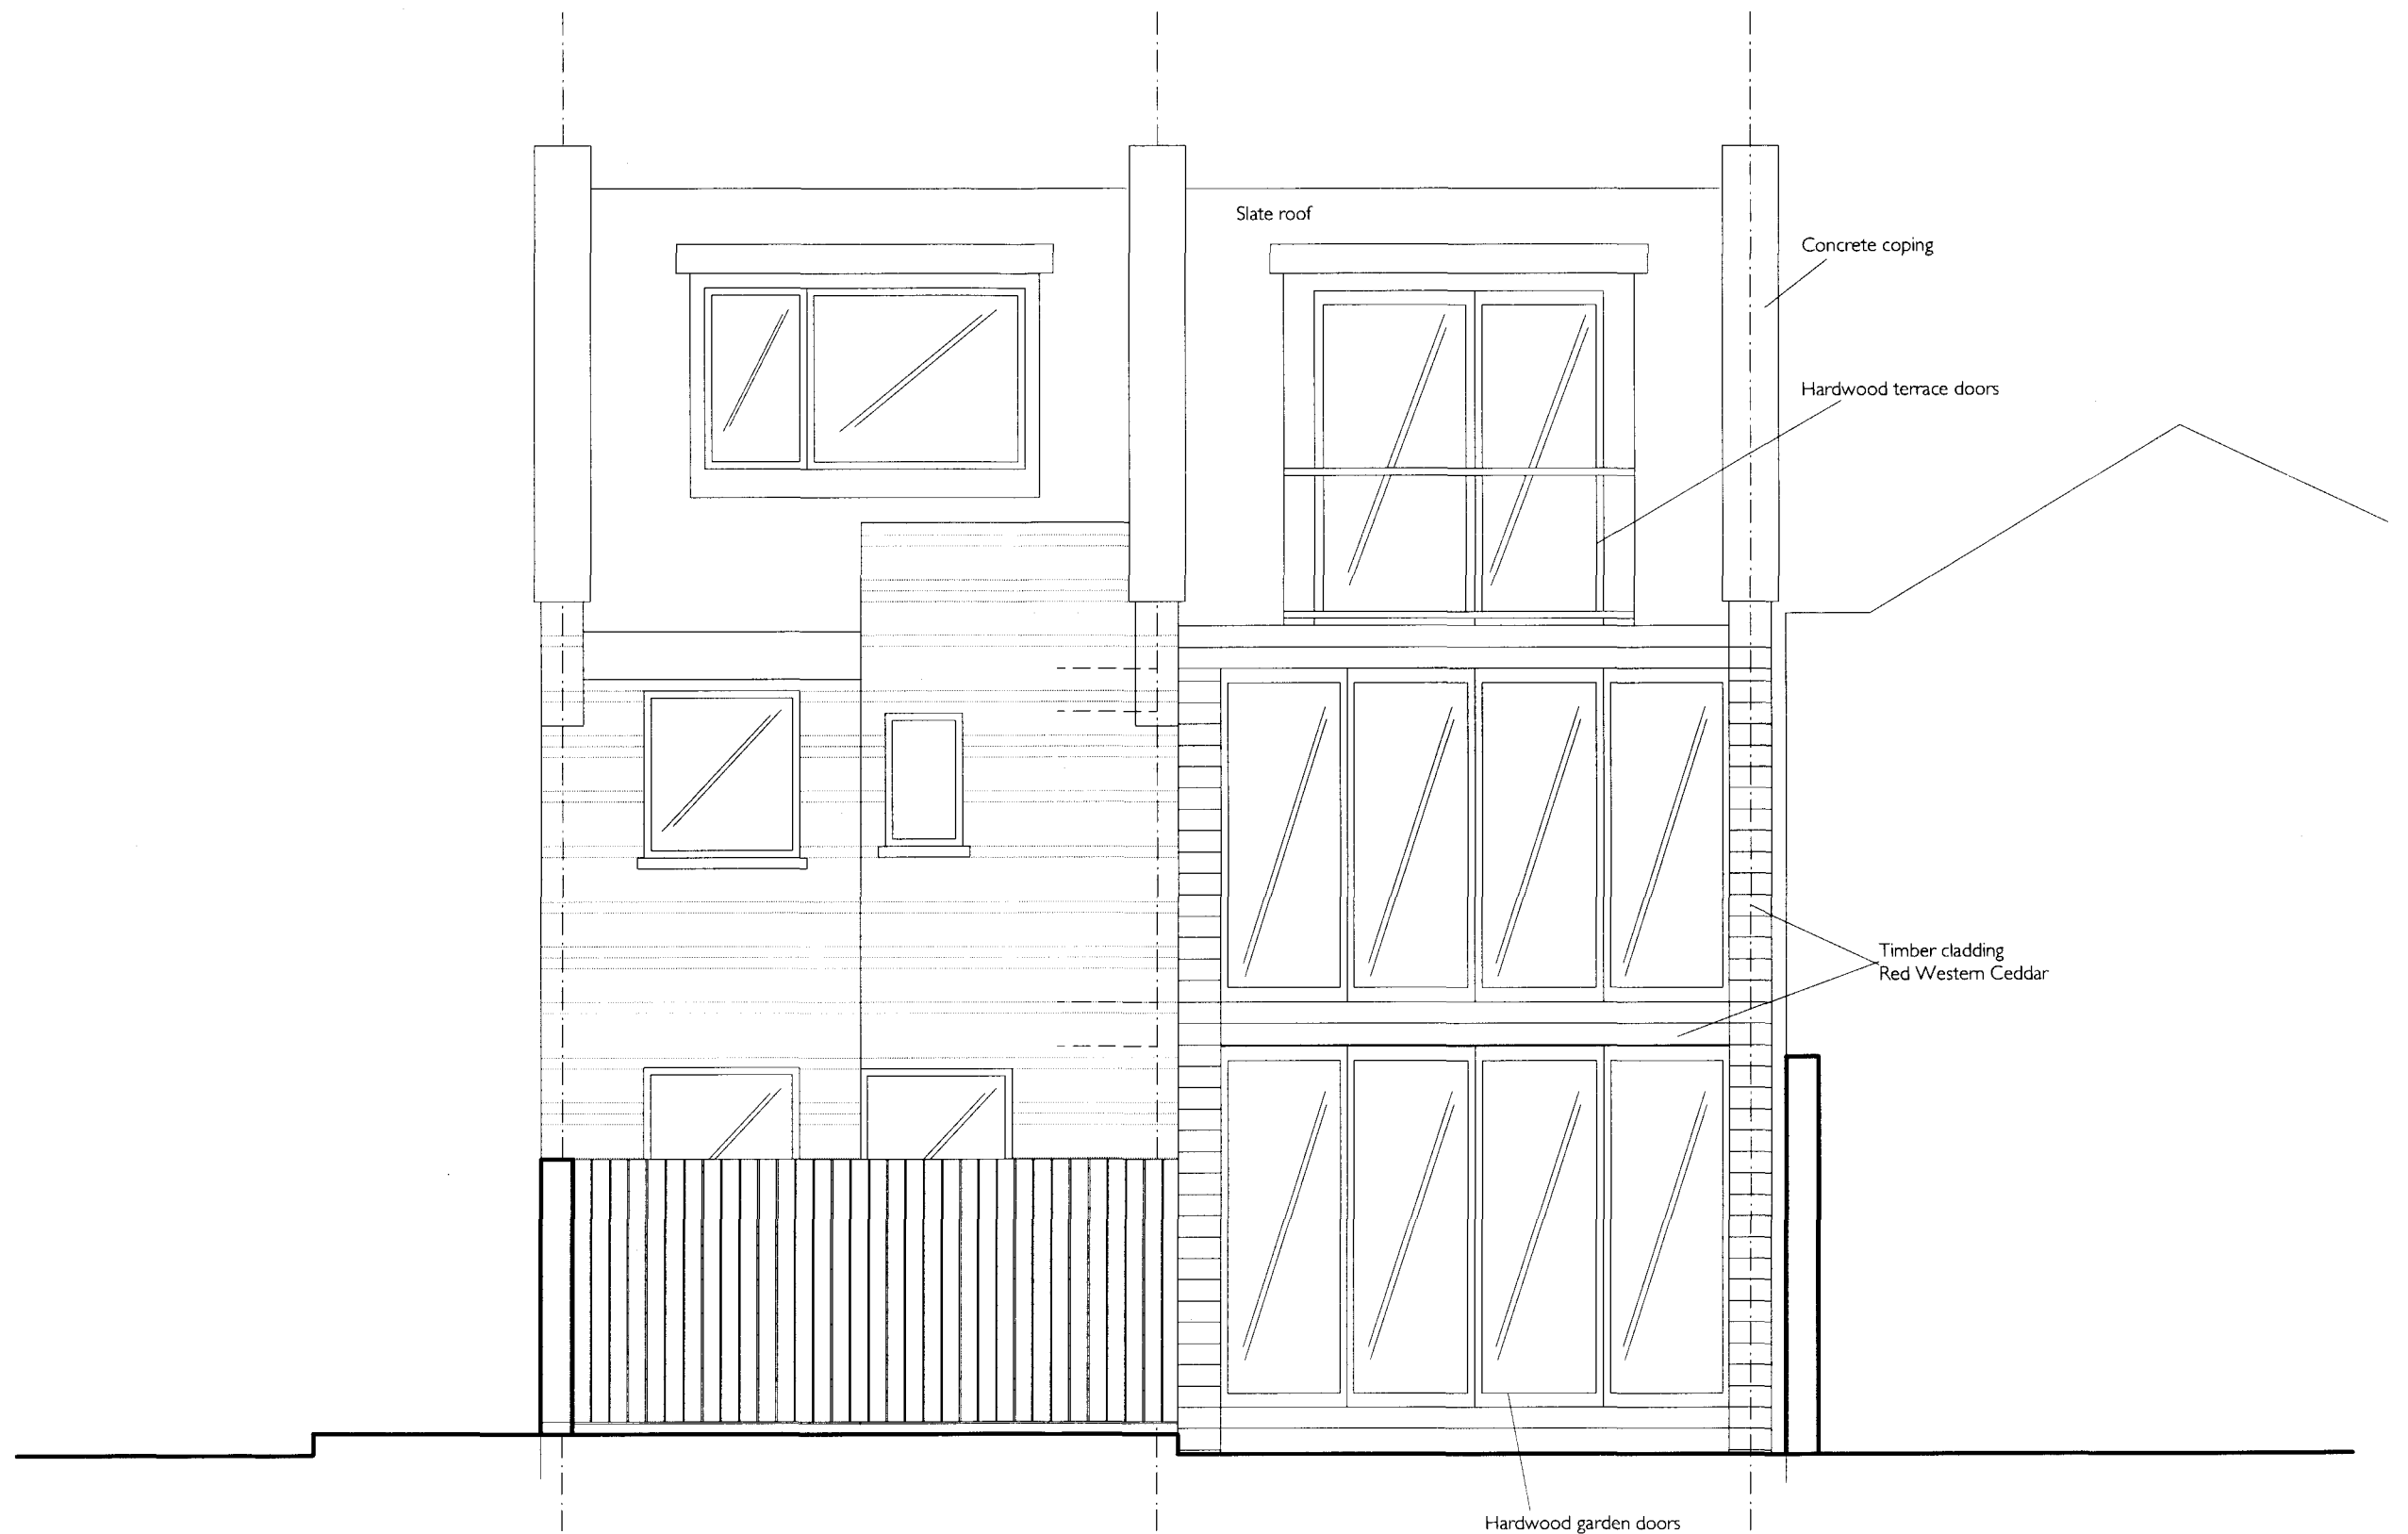 Slate roof
Concrete coping
Hardwood terrace doors
Timber cladding
Red Western Ceddar
Hardwood garden doors